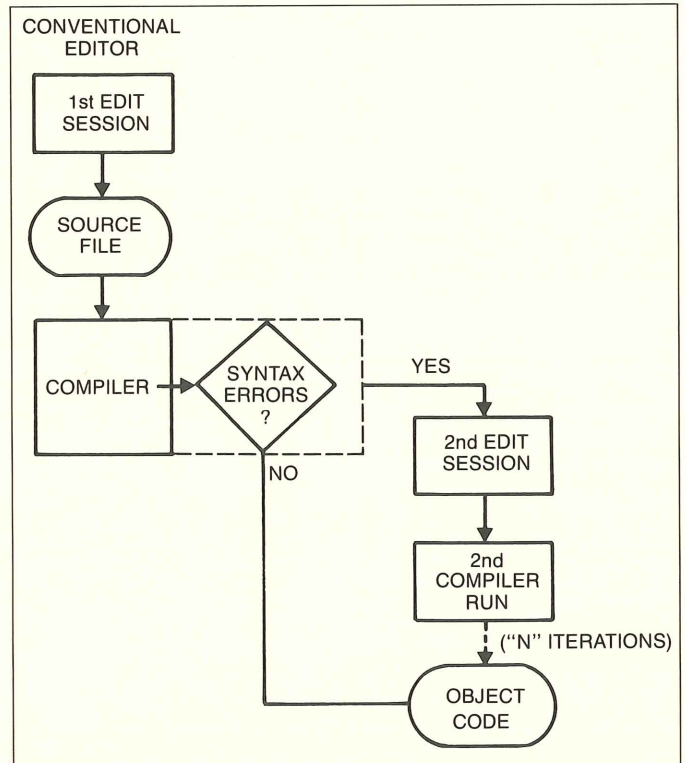 CONVENTIONAL
EDITOR
1st EDIT
SESSION
SOURCE
FILE
COMPILER
SYNTAX
ERRORS
?
YES
NO
2nd EDIT
SESSION
2nd
COMPILER
RUN
("N" ITERATIONS)
OBJECT
CODE